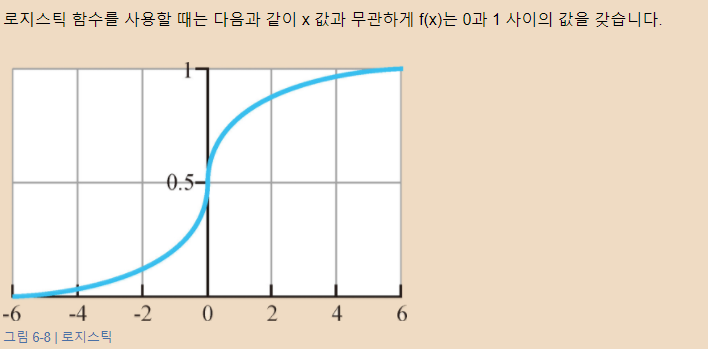 로지스틱 함수를 사용할 때는 다음과 같이 x 값과 무관하게 f(x)는 0과 1 사이의 값을 갖습니다.
1
0.5
-6 -4 -2 0 2 4 6
그림 6-8 | 로지스틱